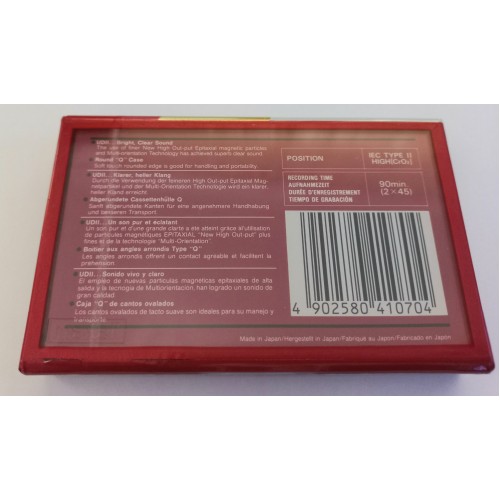 UDII...Bright, Clear Sound
The use of finer New High Out-put Epitaxial magnetic particles
and Multi-orientation Technology has achieved superb clear sound
Round "Q" Case
Soft touch rounded edge is good for handling and portability.
UDII...Klarer, heller Klang
Durch die Verwendung der feineren High Out-put Epitaxial Mag-
netpartikel und der Multi-Orientation Technologie wird ein klarer,
heller Klang erreicht.
Abgerundete Cassettenhülle Q
Sanft abgerundete Kanten für eine angenehmere Handhabung
und besseren Transport.
UDII...Un son pur et éclatant
Un son pur et d'une grande clarté y été atteint grâce à l'utilisation
de particules magnétiques EPITAXIAL "New High Out-put" plus
fines et de la technologie "Multi-Orientation".
Boitier aux angles arrondis Type "Q"
Les angles arrondis offrent un contact agréable et facilitent la
préhension.
UDII...Sonido vivo y claro
El empleo de nuevas partículas magnéticas epitaxiales de alta
salida y la tecnogia de Multiorientación, han logrado un sonido de
gran calidad.
Caja "Q" de cantos ovalados
Los cantos ovalados de tacto suave son ideales para su manejo y
transporte.
POSITION
IEC TYPE II
HIGH(CrO₂)
RECORDING TIME
AUFNAHMEZEIT
DURÉE D'ENREGISTREMENT
TIEMPO DE GRABACIÓN
90min.
(2 × 45)
4 902580 410704
Made in Japan/Hergestellt in Japan/Fabriqué au Japon/Fabricado en Japón